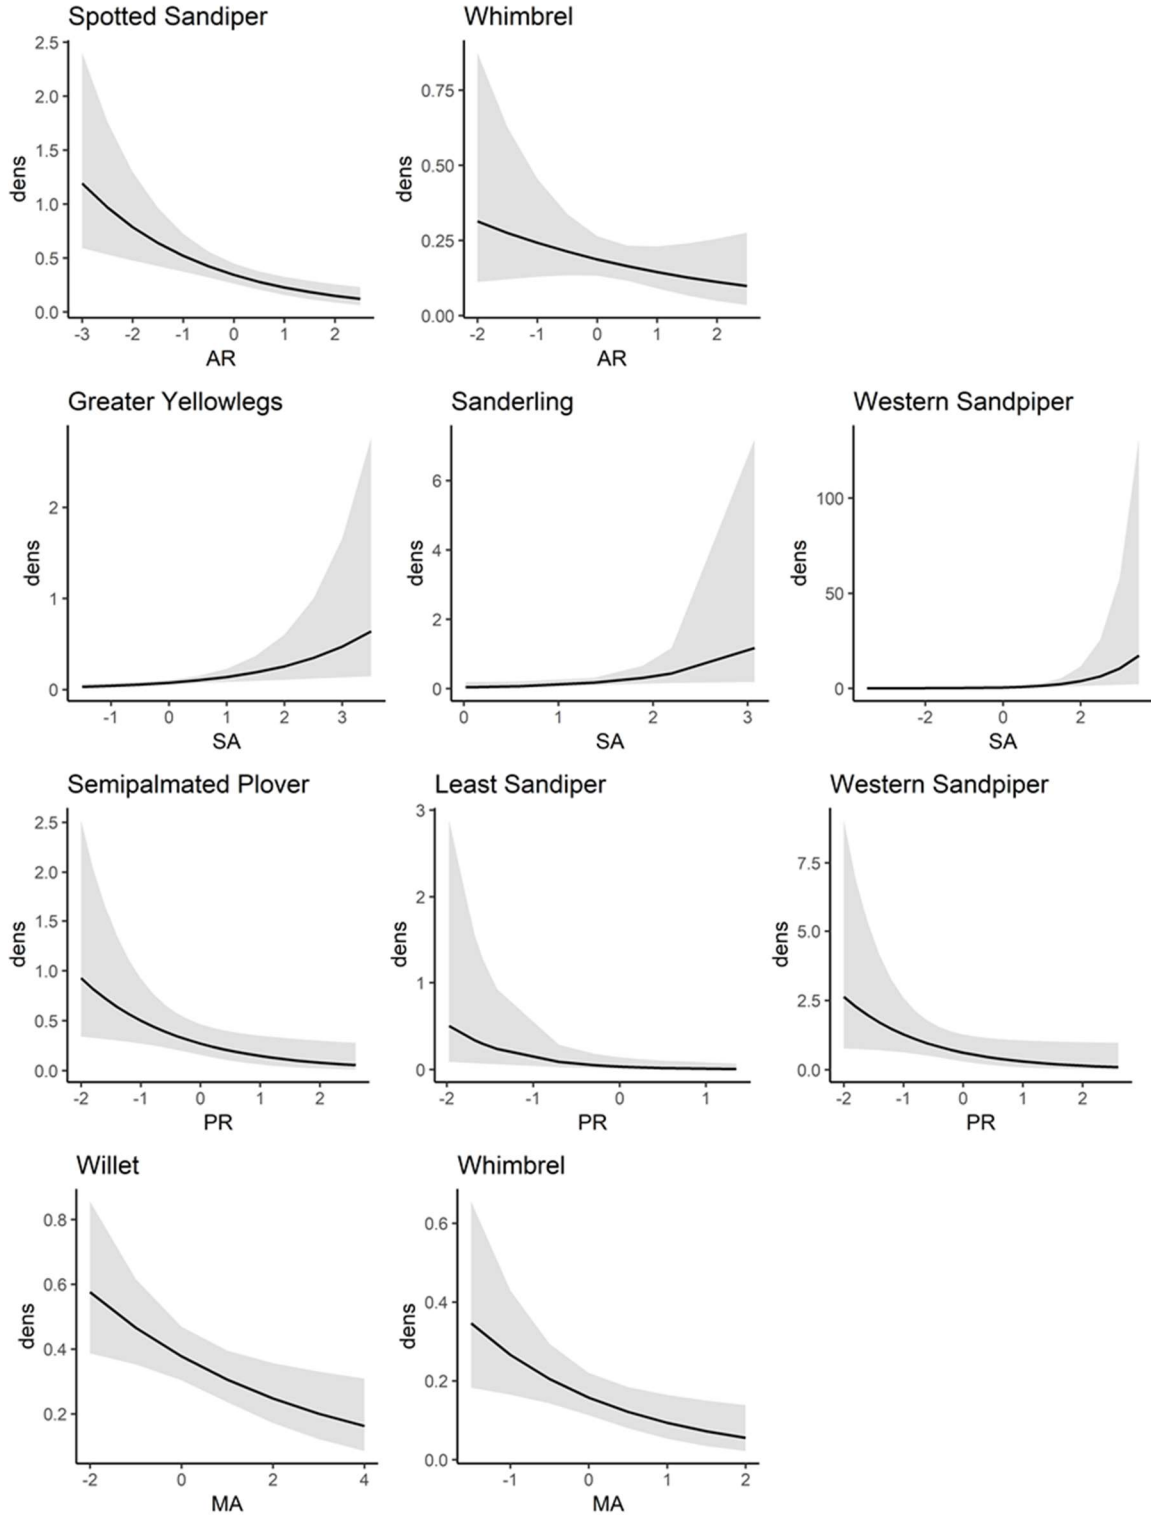 Spotted Sandiper
Whimbrel
2.5
2.0
1.5
1.0
0.5
0.0
dens
-3 -2 -1 0 1 2
AR
0.75
0.50
0.25
0.00
dens
-2 -1 0 1 2
AR
Greater Yellowlegs
Sanderling
Western Sandpiper
2
1
0
dens
-1 0 1 2 3
SA
6
4
2
0
dens
0 1 2 3
SA
100
50
0
dens
-2 0 2
SA
Semipalmated Plover
Least Sandiper
Western Sandpiper
2.5
2.0
1.5
1.0
0.5
0.0
dens
-2 -1 0 1 2
PR
3
2
1
0
dens
-2 -1 0 1
PR
7.5
5.0
2.5
0.0
dens
-2 -1 0 1 2
PR
Willet
Whimbrel
0.8
0.6
0.4
0.2
dens
-2 0 2 4
MA
0.6
0.4
0.2
0.0
dens
-1 0 1 2
MA